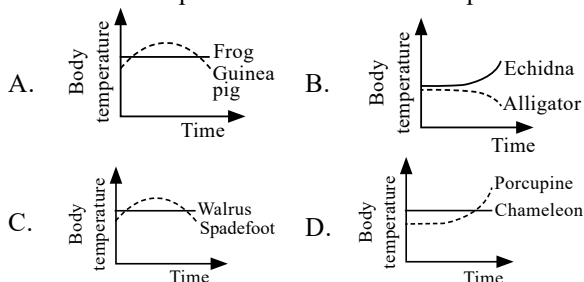 A.
Body
temperature
Frog
Guinea
pig
Time
B.
Body
temperature
Echidna
Alligator
Time
C.
Body
temperature
Walrus
Spadefoot
Time
D.
Body
temperature
Porcupine
Chameleon
Time